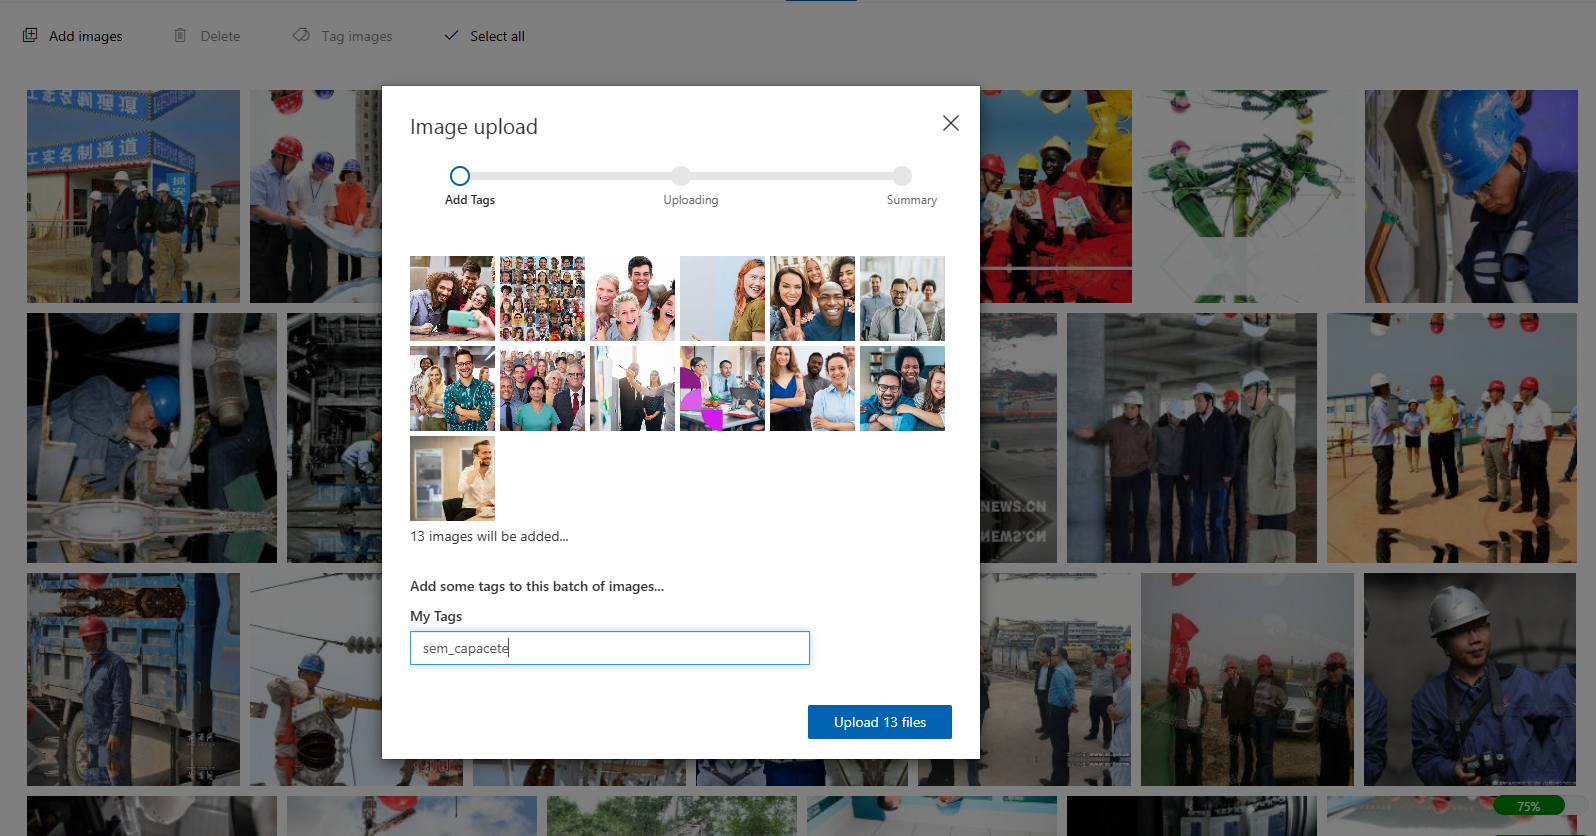 Add images
Delete
Tag images
Select all
工实名制通道
抓
安
Image upload
Add Tags
Uploading
Summary
NEWS.CN
13 images will be added...
Add some tags to this batch of images...
My Tags
sem_capacete
Upload 13 files
75%